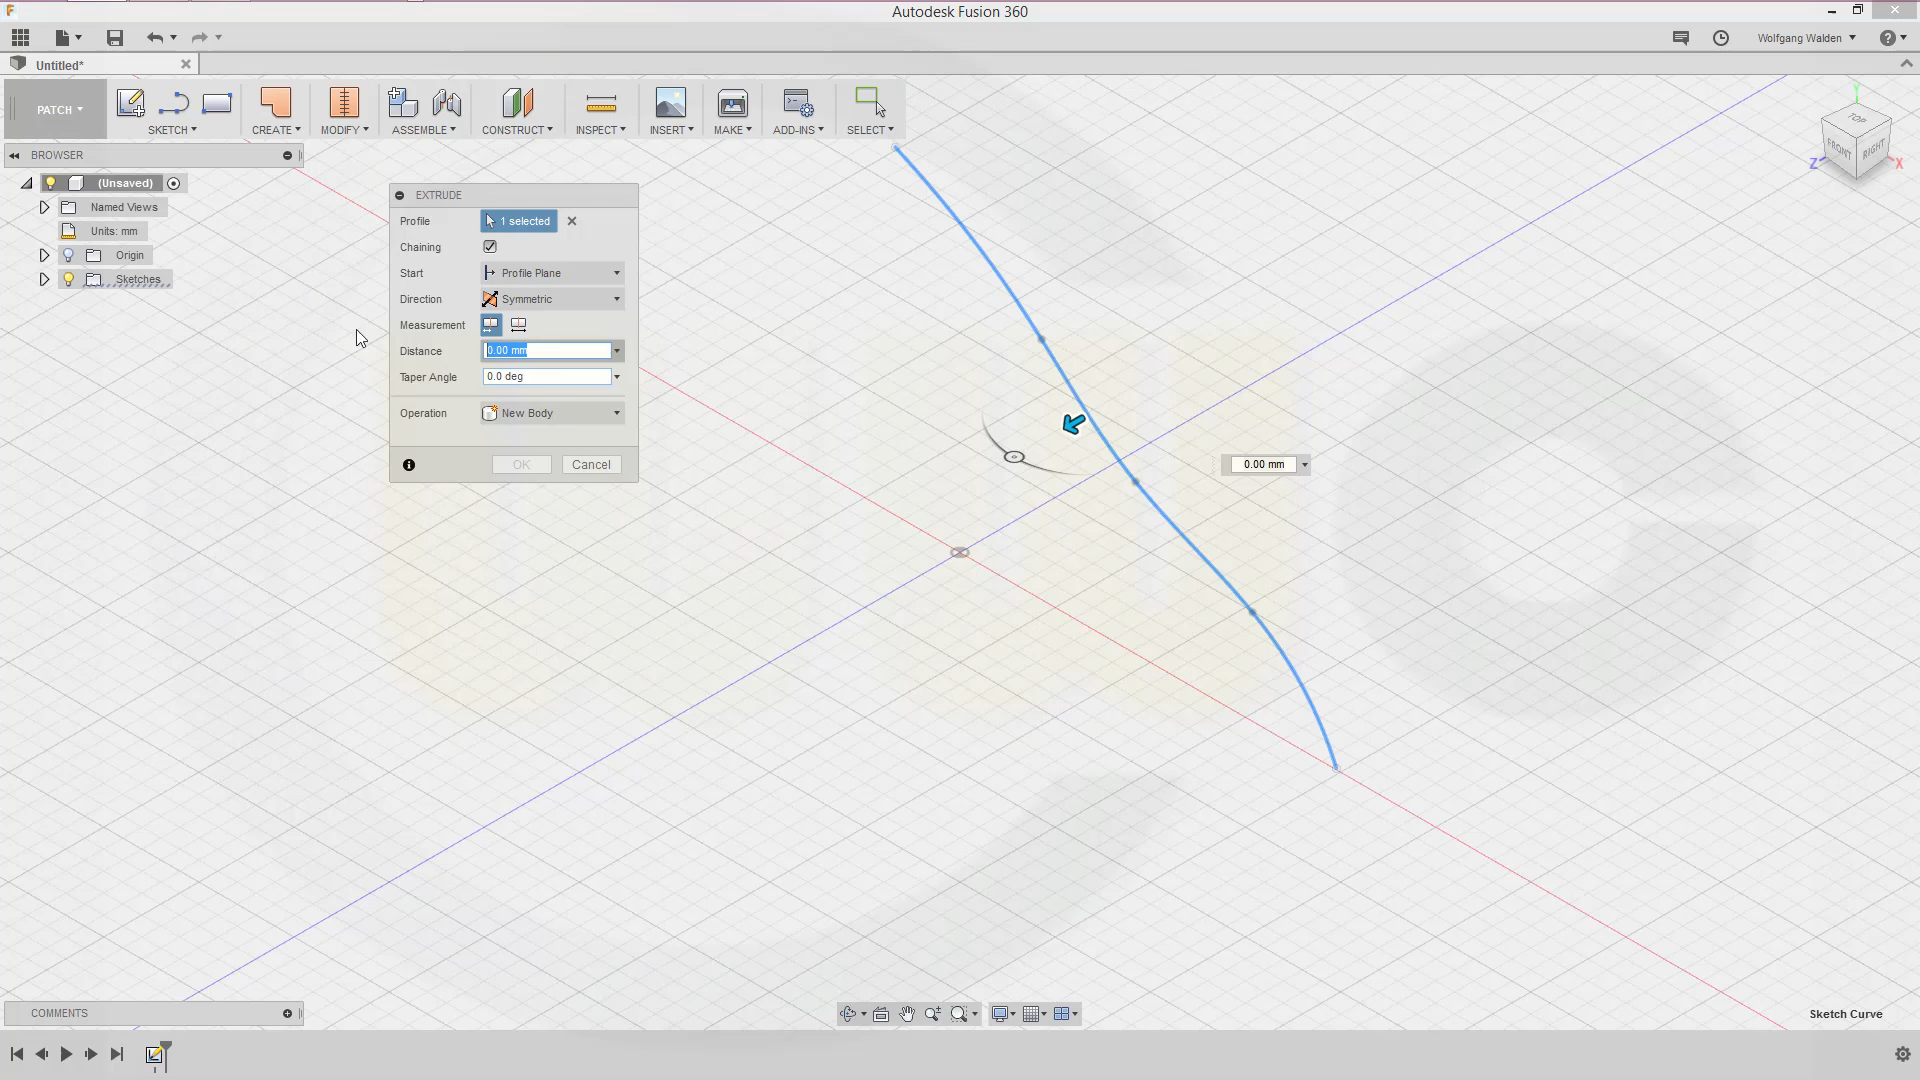 Autodesk Fusion 360
Wolfgang Walden
Untitled*
PATCH
SKETCH
CREATE
MODIFY
ASSEMBLE
CONSTRUCT
INSPECT
INSERT
MAKE
ADD-INS
SELECT
BROWSER
(Unsaved)
Named Views
Units: mm
Origin
Sketches
EXTRUDE
Profile
1 selected
Chaining
Start
Profile Plane
Direction
Symmetric
Measurement
Distance
0.00 mm
Taper Angle
0.0 deg
Operation
New Body
OK
Cancel
0.00 mm
Y
TOP
FRONT
RIGHT
Z
X
COMMENTS
Sketch Curve